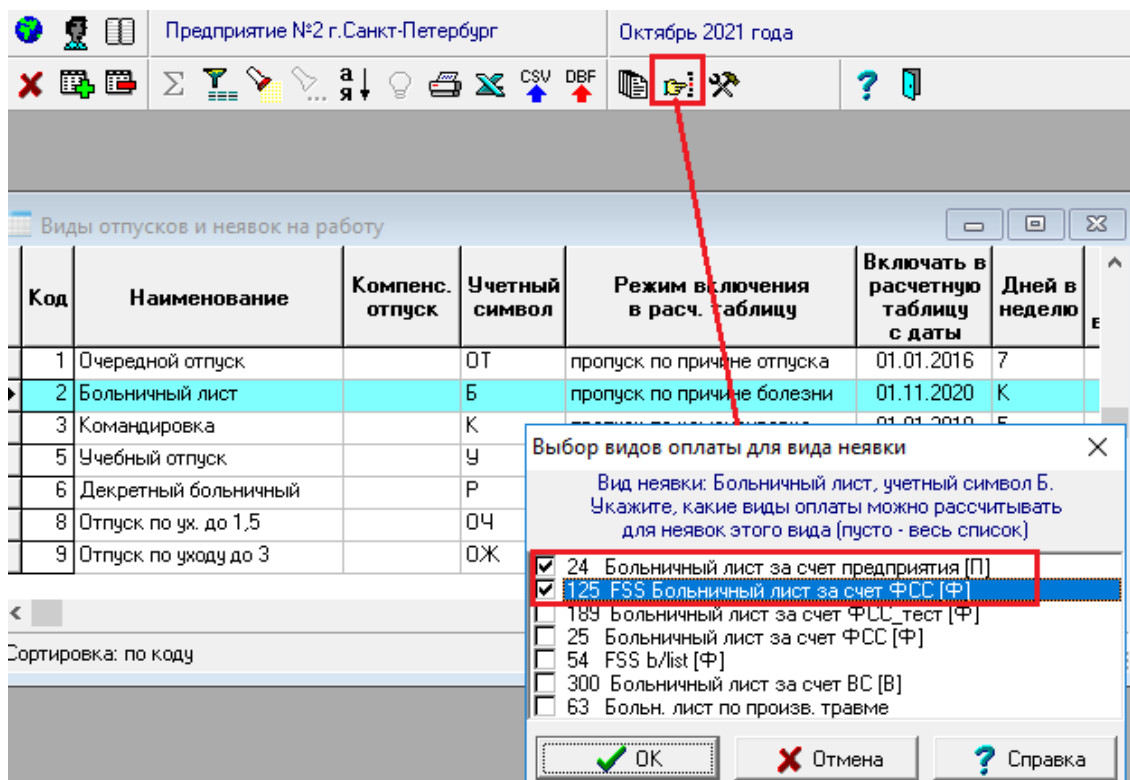 Предприятие №2 г.Санкт-Петербург
Октябрь 2021 года
а
я
CSV
DBF
Виды отпусков и неявок на работу
Код
Наименование
Компенс. отпуск
Учетный символ
Режим включения в расч. таблицу
Включать в расчетную таблицу с даты
Дней в неделю
1 Очередной отпуск ОТ пропуск по причине отпуска 01.01.2016 7
2 Больничный лист Б пропуск по причине болезни 01.11.2020 К
3 Командировка К
5 Учебный отпуск У
6 Декретный больничный Р
8 Отпуск по ух. до 1,5 ОЧ
9 Отпуск по уходу до 3 ОЖ
Сортировка: по коду
Выбор видов оплаты для вида неявки
Вид неявки: Больничный лист, учетный символ Б.
Укажите, какие виды оплаты можно рассчитывать
для неявок этого вида (пусто - весь список)
24 Больничный лист за счет предприятия [П]
125 FSS Больничный лист за счет ФСС [Ф]
189 Больничный лист за счет ФСС_тест [Ф]
25 Больничный лист за счет ФСС [Ф]
54 FSS b/list [Ф]
300 Больничный лист за счет ВС [В]
63 Больн. лист по произв. травме
ОК
Отмена
Справка